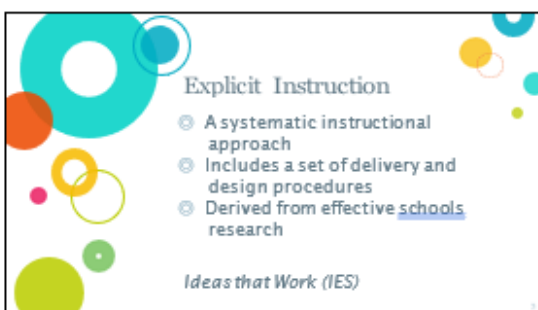 Explicit Instruction
A systematic instructional
approach
Includes a set of delivery and
design procedures
Derived from effective schools
research
Ideas that Work (IES)